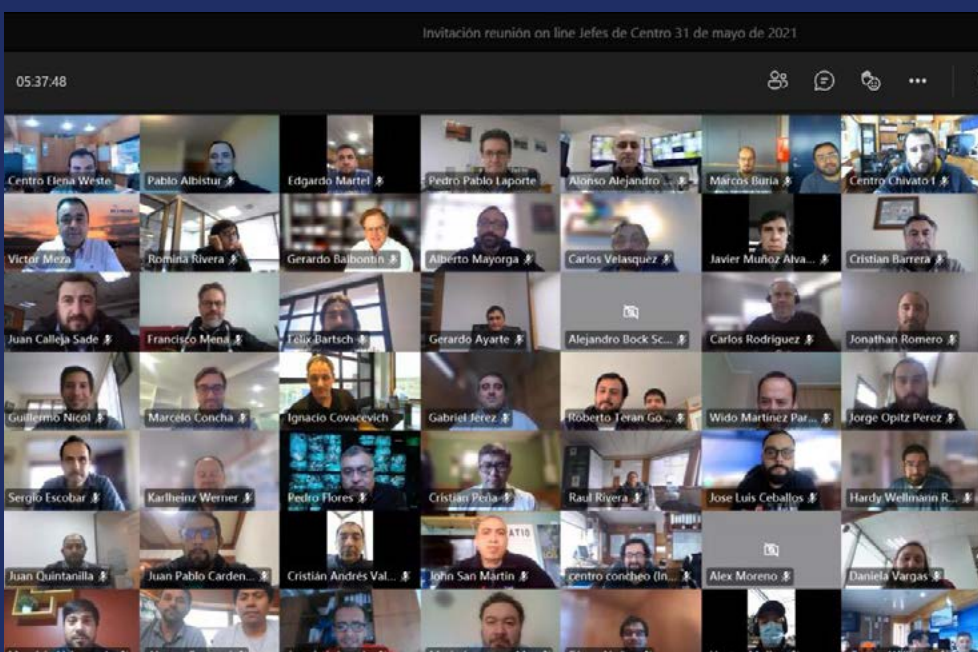 Invitación reunión on line Jefes de Centro 31 de mayo de 2021
05:37:48
Centro Elena Weste
Pablo Albistur
Edgardo Martel
Pedro Pablo Laporte
Alonso Alejandro ...
Marcos Buria
Centro Chivato 1
Victor Meza
Romina Rivera
Gerardo Balbontin
Alberto Mayorga
Carlos Velasquez
Javier Muñoz Alva...
Cristian Barrera
Juan Calleja Sade
Francisco Mena
Felix Bartsch
Gerardo Ayarte
Alejandro Bock Sc...
Carlos Rodriguez
Jonathan Romero
Guillermo Nicol
Marcelo Concha
Ignacio Covacevich
Gabriel Jerez
Roberto Teran Go...
Wido Martinez Par...
Jorge Opitz Perez
Sergio Escobar
Karlheinz Werner
Pedro Flores
Cristian Peña
Raul Rivera
Jose Luis Ceballos
Hardy Wellmann R...
Juan Quintanilla
Juan Pablo Carden...
Cristián Andrés Val...
John San Martin
centro concheo (In...
Alex Moreno
Daniela Vargas